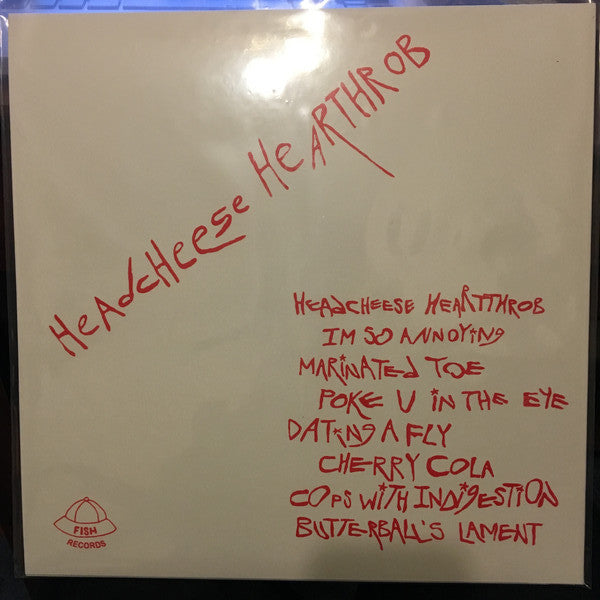 HEADCHEESE HEARTHROB
HEADCHEESE HEARTTHROB
IM SO ANNOYING
MARINATED TOE
POKE U IN THE EYE
DATING A FLY
CHERRY COLA
COPS WITH INDIGESTION
BUTTERBALL'S LAMENT
FISH
RECORDS